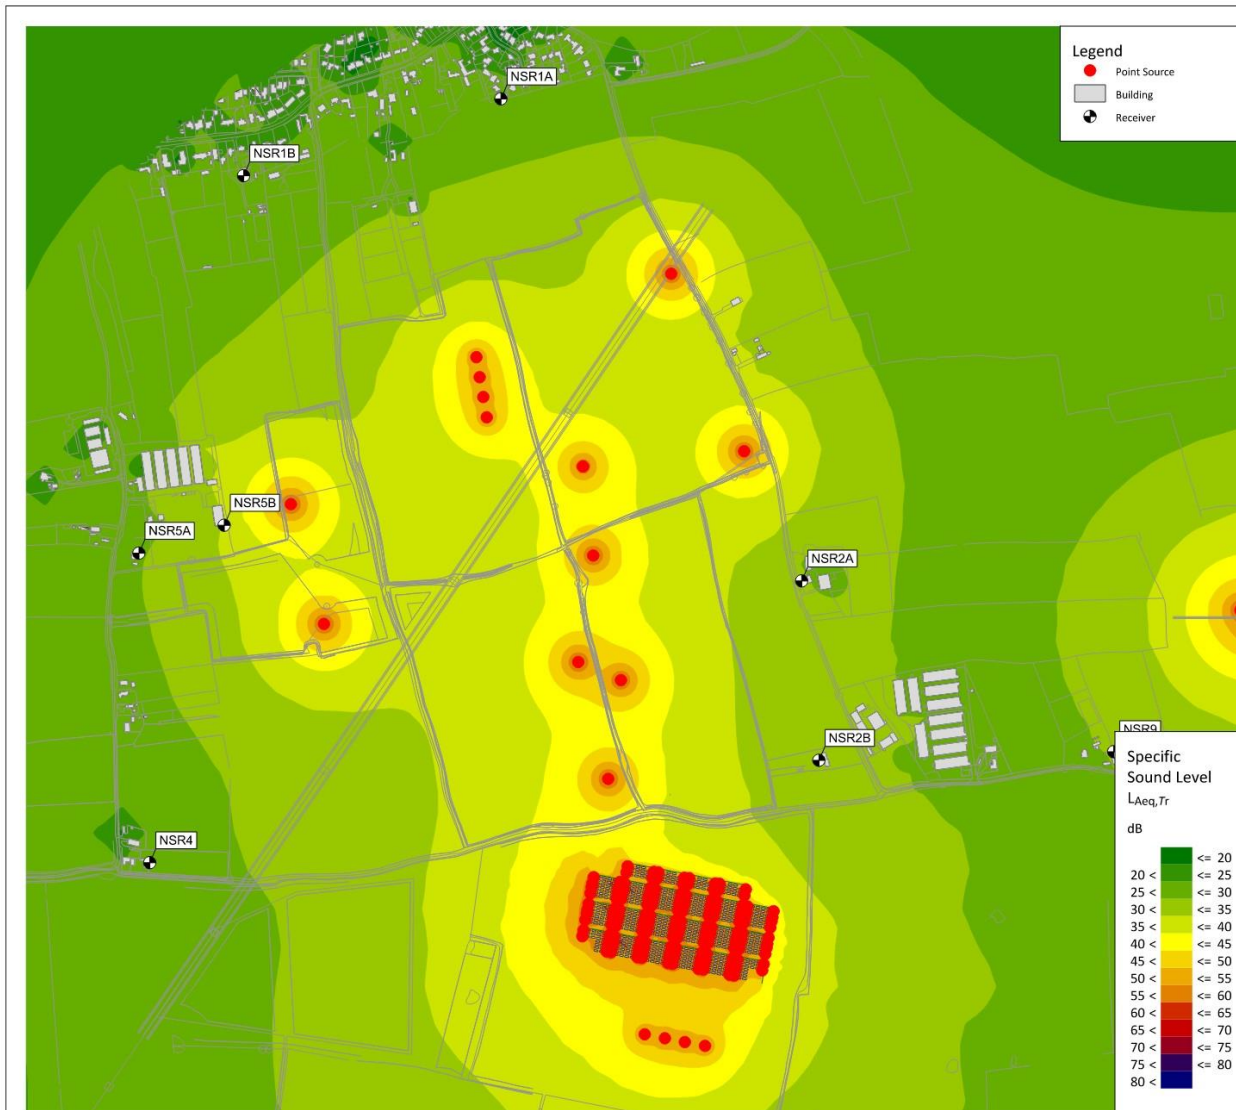 Legend
Point Source
Building
Receiver
NSR1A
NSR1B
NSR5B
NSR5A
NSR2A
NSR2B
NSR9
NSR4
Specific
Sound Level
LAeq,Tr
dB
<= 20
20 < <= 25
25 < <= 30
30 < <= 35
35 < <= 40
40 < <= 45
45 < <= 50
50 < <= 55
55 < <= 60
60 < <= 65
65 < <= 70
70 < <= 75
75 < <= 80
80 <